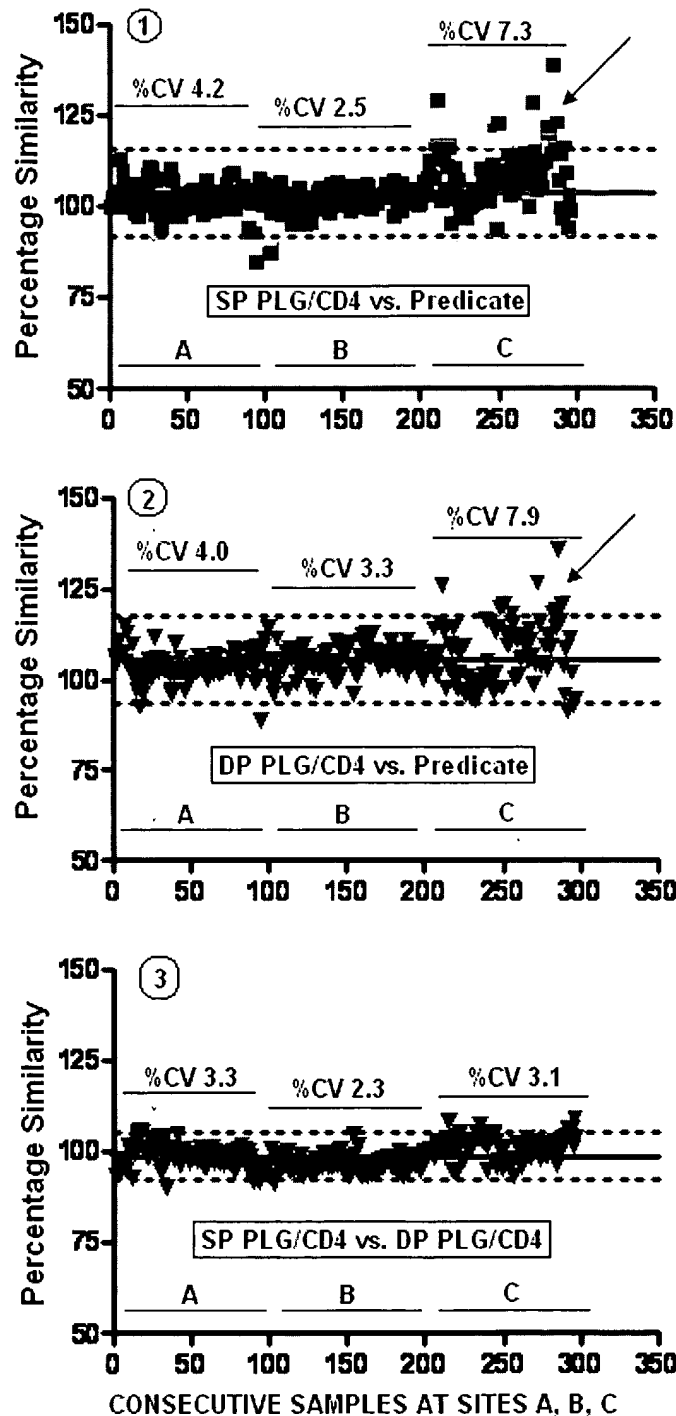 150
1
%CV 7.3
%CV 4.2
%CV 2.5
125
100
75
50
Percentage Similarity
SP PLG/CD4 vs. Predicate
A B C
0 50 100 150 200 250 300 350
150
2
%CV 7.9
%CV 4.0
%CV 3.3
125
100
75
50
Percentage Similarity
DP PLG/CD4 vs. Predicate
A B C
0 50 100 150 200 250 300 350
150
3
%CV 3.3
%CV 2.3
%CV 3.1
125
100
75
50
Percentage Similarity
SP PLG/CD4 vs. DP PLG/CD4
A B C
0 50 100 150 200 250 300 350
CONSECUTIVE SAMPLES AT SITES A, B, C